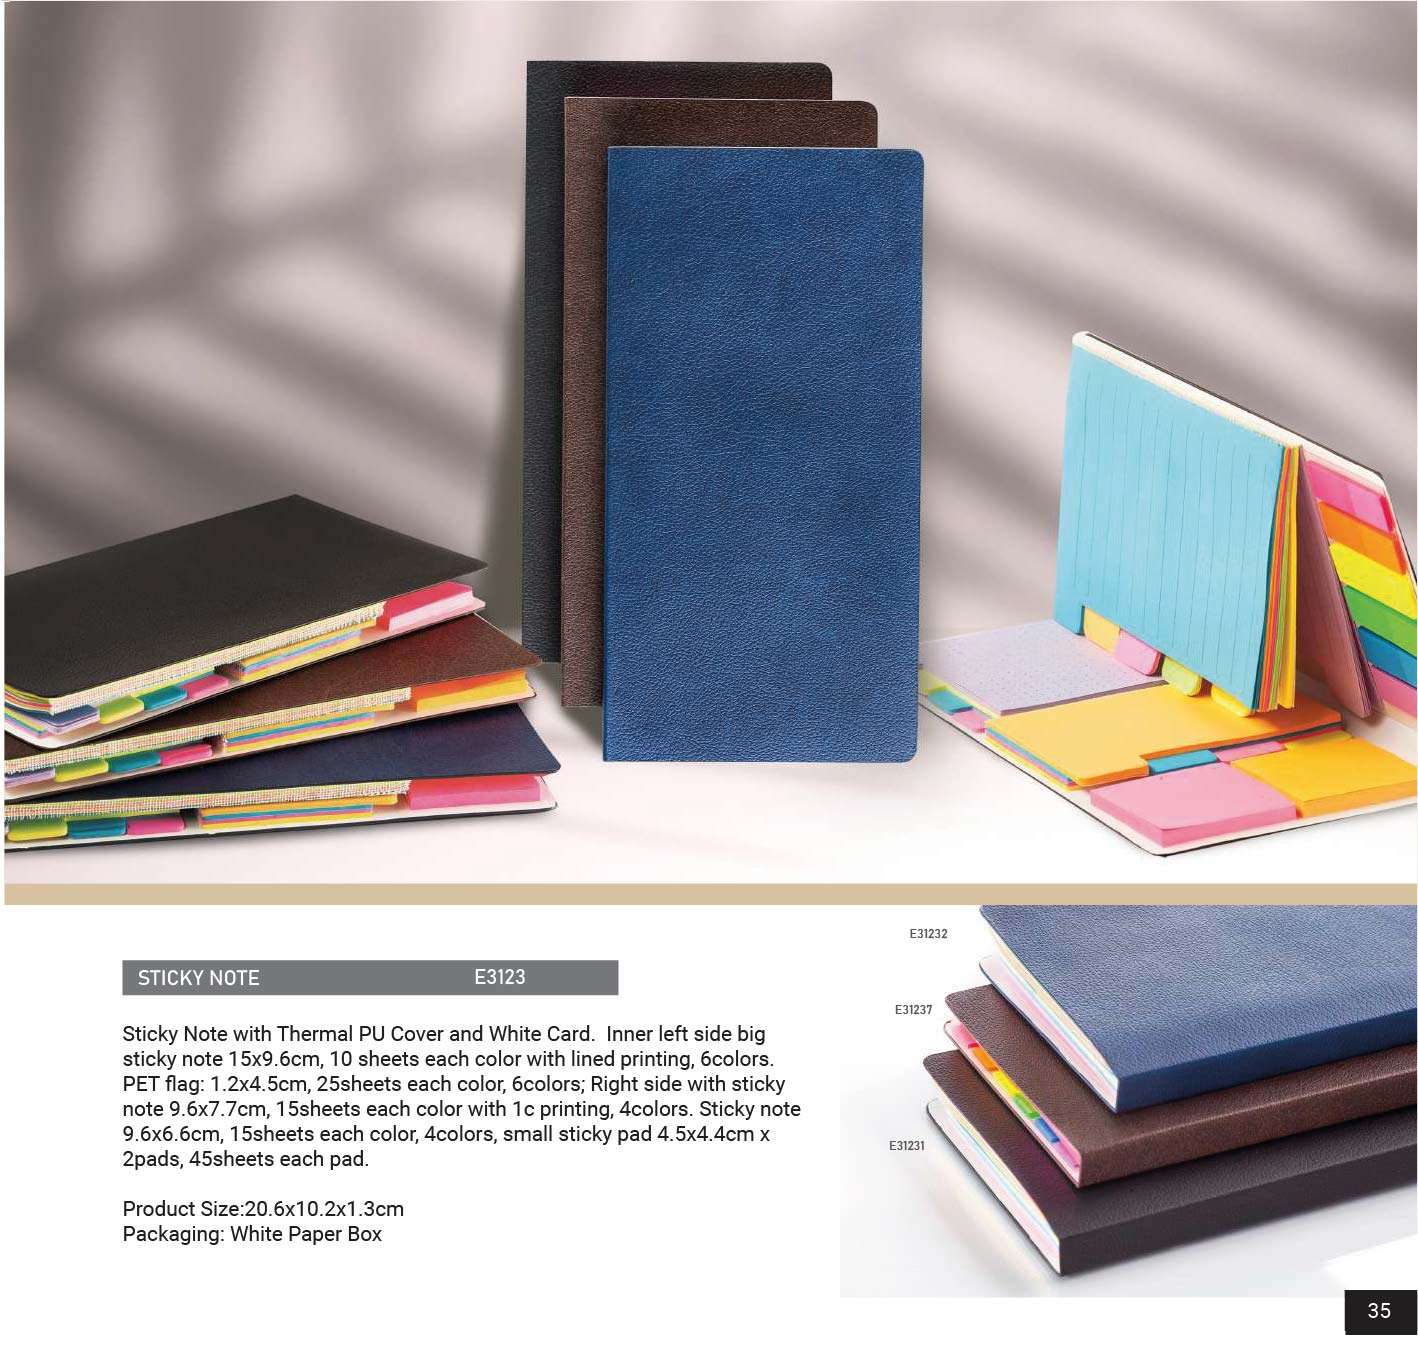 E31232
STICKY NOTE E3123
E31237
Sticky Note with Thermal PU Cover and White Card.  Inner left side big
sticky note 15x9.6cm, 10 sheets each color with lined printing, 6colors.
PET flag: 1.2x4.5cm, 25sheets each color, 6colors; Right side with sticky
note 9.6x7.7cm, 15sheets each color with 1c printing, 4colors. Sticky note
9.6x6.6cm, 15sheets each color, 4colors, small sticky pad 4.5x4.4cm x
2pads, 45sheets each pad.
E31231
Product Size:20.6x10.2x1.3cm
Packaging: White Paper Box
35